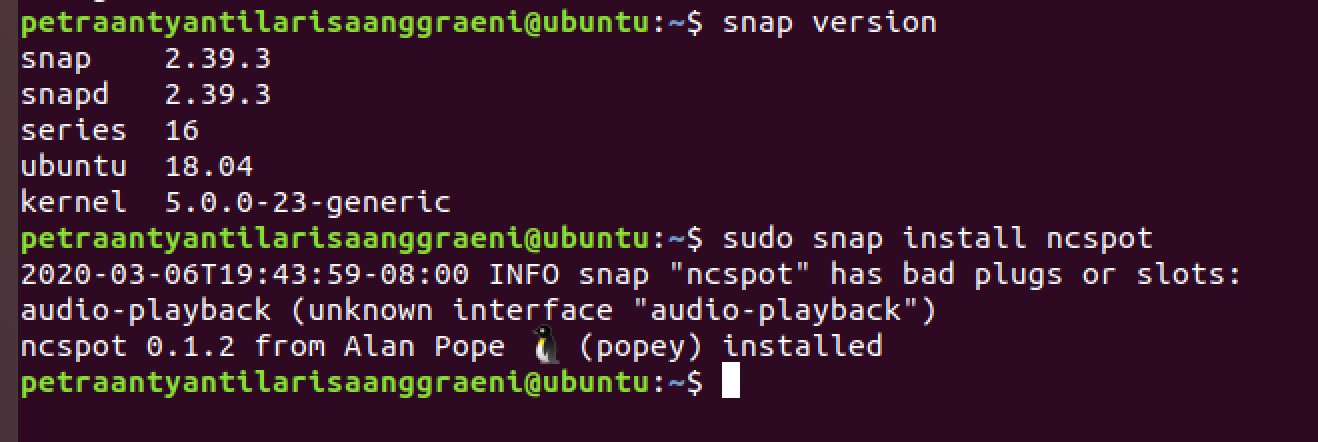 petraantyantilarisaanggraeni@ubuntu:~$ snap version
snap    2.39.3
snapd   2.39.3
series  16
ubuntu  18.04
kernel  5.0.0-23-generic
petraantyantilarisaanggraeni@ubuntu:~$ sudo snap install ncspot
2020-03-06T19:43:59-08:00 INFO snap "ncspot" has bad plugs or slots:
audio-playback (unknown interface "audio-playback")
ncspot 0.1.2 from Alan Pope 🐧 (popey) installed
petraantyantilarisaanggraeni@ubuntu:~$